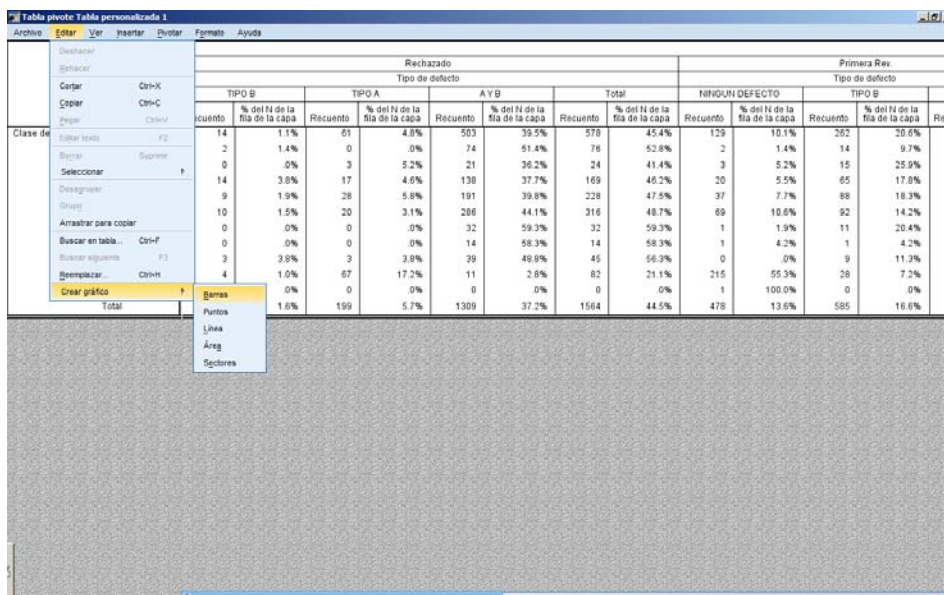 Tabla pivote Tabla personalizada 1
Archivo Editar Ver Insertar Pivotar Formato Ayuda
Deshacer
Rehacer
Cortar Ctrl+X
Copiar Ctrl+C
Pegar Ctrl+V
Editar texto F2
Borrar Suprimir
Seleccionar
Desagrupar
Grupo
Arrastrar para copiar
Buscar en tabla... Ctrl+F
Buscar siguiente F3
Reemplazar... Ctrl+H
Crear gráfico
Barras
Puntos
Línea
Área
Sectores
Rechazado Primera Rev.
Tipo de defecto Tipo de defecto
TIPO B TIPO A A Y B Total NINGUN DEFECTO TIPO B
% del N de la % del N de la % del N de la % del N de la % del N de la % del N de la
cuento fila de la capa Recuento fila de la capa Recuento fila de la capa Recuento fila de la capa Recuento fila de la capa Recuento fila de la capa Re
Clase de 14 1.1% 61 4.8% 503 39.5% 578 45.4% 129 10.1% 262 20.6%
2 1.4% 0 .0% 74 51.4% 76 52.8% 2 1.4% 14 9.7%
0 .0% 3 5.2% 21 36.2% 24 41.4% 3 5.2% 15 25.9%
14 3.8% 17 4.6% 138 37.7% 169 46.2% 20 5.5% 65 17.8%
9 1.9% 28 5.8% 191 39.8% 228 47.5% 37 7.7% 88 18.3%
10 1.5% 20 3.1% 286 44.1% 316 48.7% 69 10.6% 92 14.2%
0 .0% 0 .0% 32 59.3% 32 59.3% 1 1.9% 11 20.4%
0 .0% 0 .0% 14 58.3% 14 58.3% 1 4.2% 1 4.2%
3 3.8% 3 3.8% 39 48.8% 45 56.3% 0 .0% 9 11.3%
4 1.0% 67 17.2% 11 2.8% 82 21.1% 215 55.3% 28 7.2%
.0% 0 .0% 0 .0% 0 .0% 1 100.0% 0 .0%
Total 1.6% 199 5.7% 1309 37.2% 1564 44.5% 478 13.6% 585 16.6%